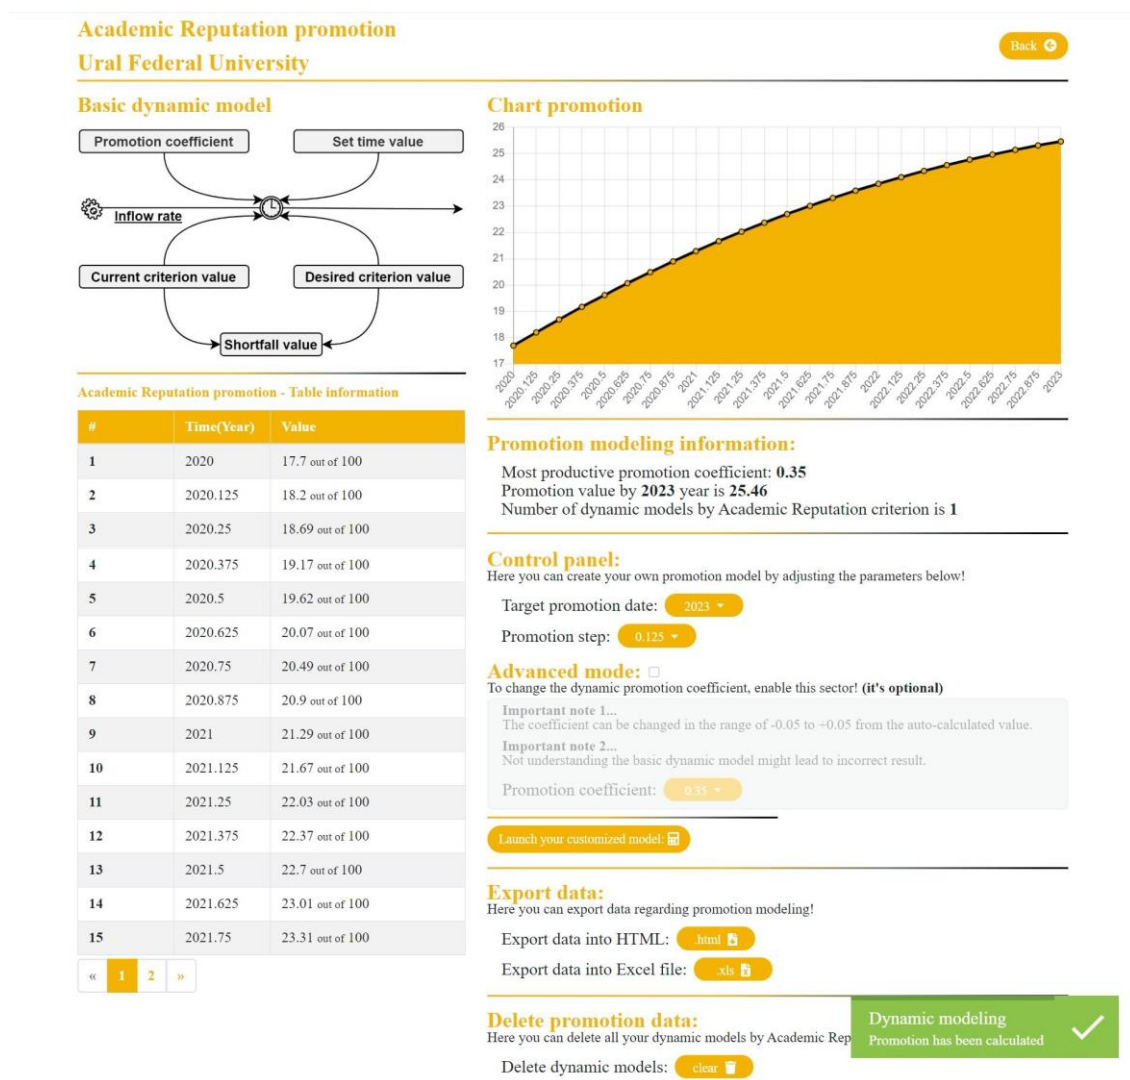 Academic Reputation promotion
Ural Federal University
Back
Basic dynamic model
Promotion coefficient
Set time value
Inflow rate
Current criterion value
Desired criterion value
Shortfall value
Academic Reputation promotion - Table information
# Time(Year) Value
1 2020 17.7 out of 100
2 2020.125 18.2 out of 100
3 2020.25 18.69 out of 100
4 2020.375 19.17 out of 100
5 2020.5 19.62 out of 100
6 2020.625 20.07 out of 100
7 2020.75 20.49 out of 100
8 2020.875 20.9 out of 100
9 2021 21.29 out of 100
10 2021.125 21.67 out of 100
11 2021.25 22.03 out of 100
12 2021.375 22.37 out of 100
13 2021.5 22.7 out of 100
14 2021.625 23.01 out of 100
15 2021.75 23.31 out of 100
« 1 2 »
Chart promotion
26
25
24
23
22
21
20
19
18
17
2020 2020.125 2020.25 2020.375 2020.5 2020.625 2020.75 2020.875 2021 2021.125 2021.25 2021.375 2021.5 2021.625 2021.75 2021.875 2022 2022.125 2022.25 2022.375 2022.5 2022.625 2022.75 2022.875 2023
Promotion modeling information:
Most productive promotion coefficient: 0.35
Promotion value by 2023 year is 25.46
Number of dynamic models by Academic Reputation criterion is 1
Control panel:
Here you can create your own promotion model by adjusting the parameters below!
Target promotion date: 2023
Promotion step: 0.125
Advanced mode:
To change the dynamic promotion coefficient, enable this sector! (it's optional)
Important note 1...
The coefficient can be changed in the range of -0.05 to +0.05 from the auto-calculated value.
Important note 2...
Not understanding the basic dynamic model might lead to incorrect result.
Promotion coefficient: 0.35
Launch your customized model:
Export data:
Here you can export data regarding promotion modeling!
Export data into HTML: .html
Export data into Excel file: .xls
Delete promotion data:
Here you can delete all your dynamic models by Academic Rep
Delete dynamic models: clear
Dynamic modeling
Promotion has been calculated